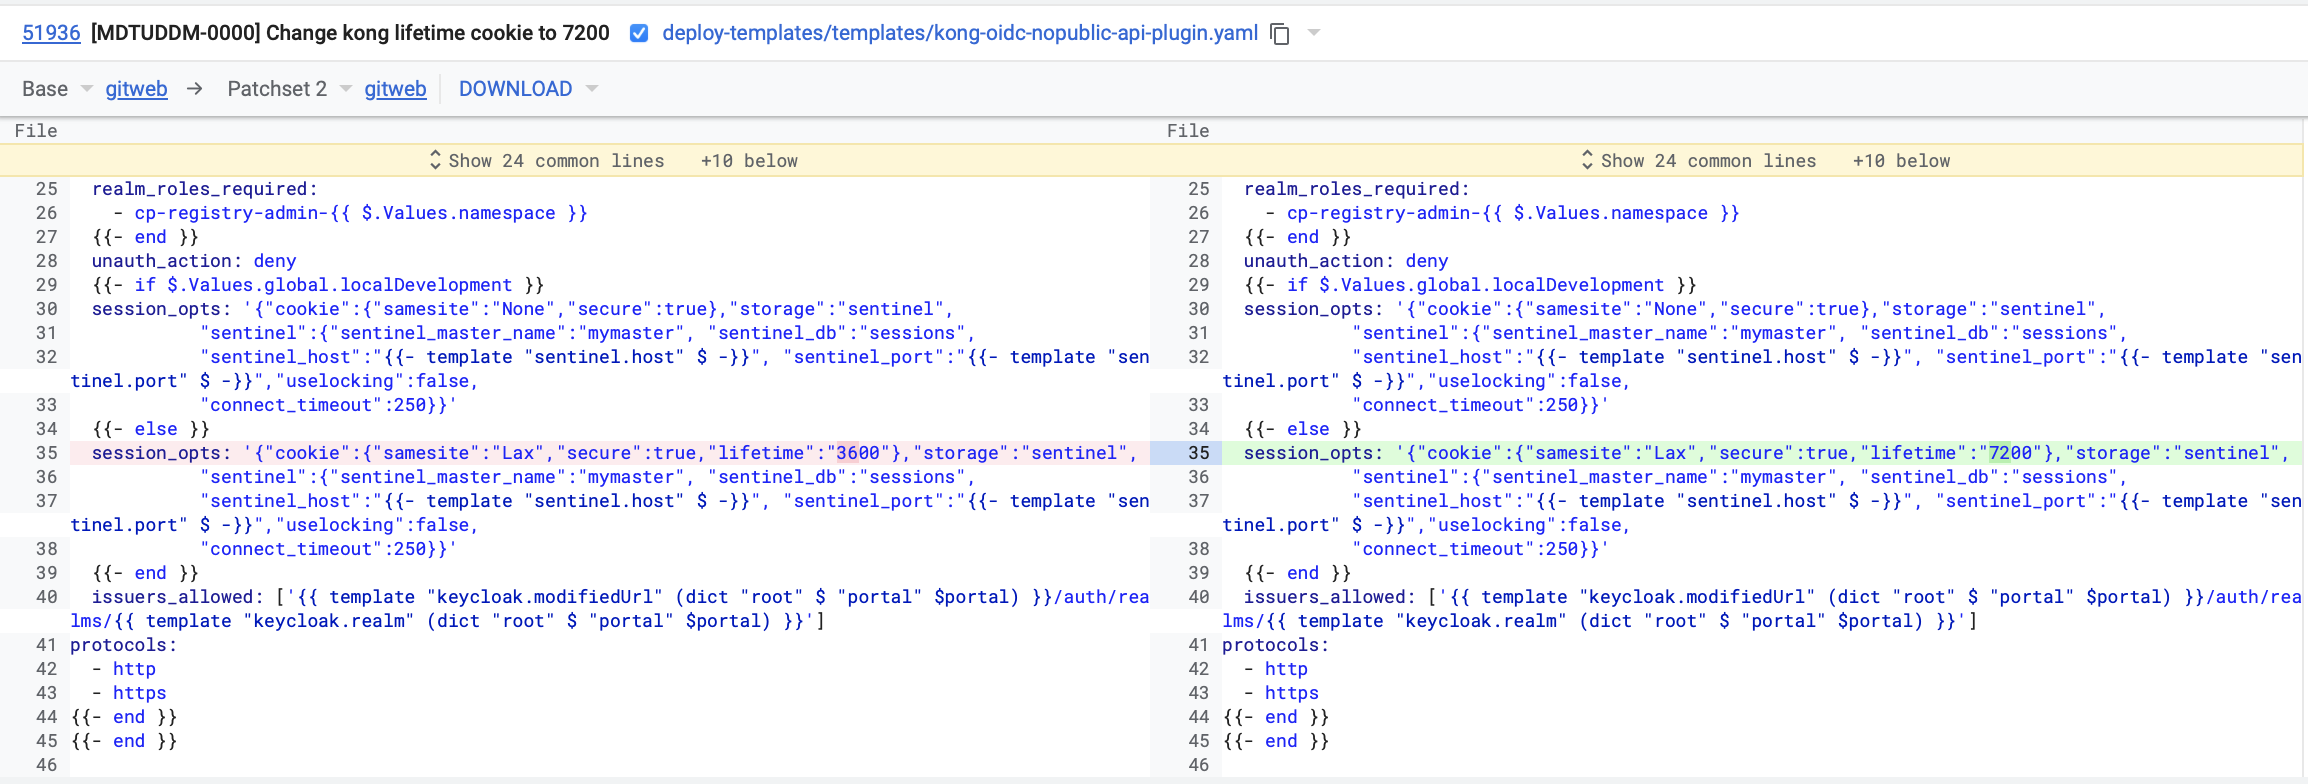 51936 [MDTUDDM-0000] Change kong lifetime cookie to 7200 deploy-templates/templates/kong-oidc-nopublic-api-plugin.yaml
Base gitweb → Patchset 2 gitweb DOWNLOAD
File
Show 24 common lines +10 below
25 realm_roles_required:
26 - cp-registry-admin-{{ $.Values.namespace }}
27 {{- end }}
28 unauth_action: deny
29 {{- if $.Values.global.localDevelopment }}
30 session_opts: '{"cookie":{"samesite":"None","secure":true},"storage":"sentinel",
31 "sentinel":{"sentinel_master_name":"mymaster", "sentinel_db":"sessions",
32 "sentinel_host":"{{- template "sentinel.host" $ -}}", "sentinel_port":"{{- template "sen
tinel.port" $ -}}","uselocking":false,
33 "connect_timeout":250}}'
34 {{- else }}
35 session_opts: '{"cookie":{"samesite":"Lax","secure":true,"lifetime":"3600"},"storage":"sentinel",
36 "sentinel":{"sentinel_master_name":"mymaster", "sentinel_db":"sessions",
37 "sentinel_host":"{{- template "sentinel.host" $ -}}", "sentinel_port":"{{- template "sen
tinel.port" $ -}}","uselocking":false,
38 "connect_timeout":250}}'
39 {{- end }}
40 issuers_allowed: ['{{ template "keycloak.modifiedUrl" (dict "root" $ "portal" $portal) }}/auth/rea
lms/{{ template "keycloak.realm" (dict "root" $ "portal" $portal) }}']
41 protocols:
42 - http
43 - https
44 {{- end }}
45 {{- end }}
46
File
Show 24 common lines +10 below
25 realm_roles_required:
26 - cp-registry-admin-{{ $.Values.namespace }}
27 {{- end }}
28 unauth_action: deny
29 {{- if $.Values.global.localDevelopment }}
30 session_opts: '{"cookie":{"samesite":"None","secure":true},"storage":"sentinel",
31 "sentinel":{"sentinel_master_name":"mymaster", "sentinel_db":"sessions",
32 "sentinel_host":"{{- template "sentinel.host" $ -}}", "sentinel_port":"{{- template "sen
tinel.port" $ -}}","uselocking":false,
33 "connect_timeout":250}}'
34 {{- else }}
35 session_opts: '{"cookie":{"samesite":"Lax","secure":true,"lifetime":"7200"},"storage":"sentinel",
36 "sentinel":{"sentinel_master_name":"mymaster", "sentinel_db":"sessions",
37 "sentinel_host":"{{- template "sentinel.host" $ -}}", "sentinel_port":"{{- template "sen
tinel.port" $ -}}","uselocking":false,
38 "connect_timeout":250}}'
39 {{- end }}
40 issuers_allowed: ['{{ template "keycloak.modifiedUrl" (dict "root" $ "portal" $portal) }}/auth/rea
lms/{{ template "keycloak.realm" (dict "root" $ "portal" $portal) }}']
41 protocols:
42 - http
43 - https
44 {{- end }}
45 {{- end }}
46